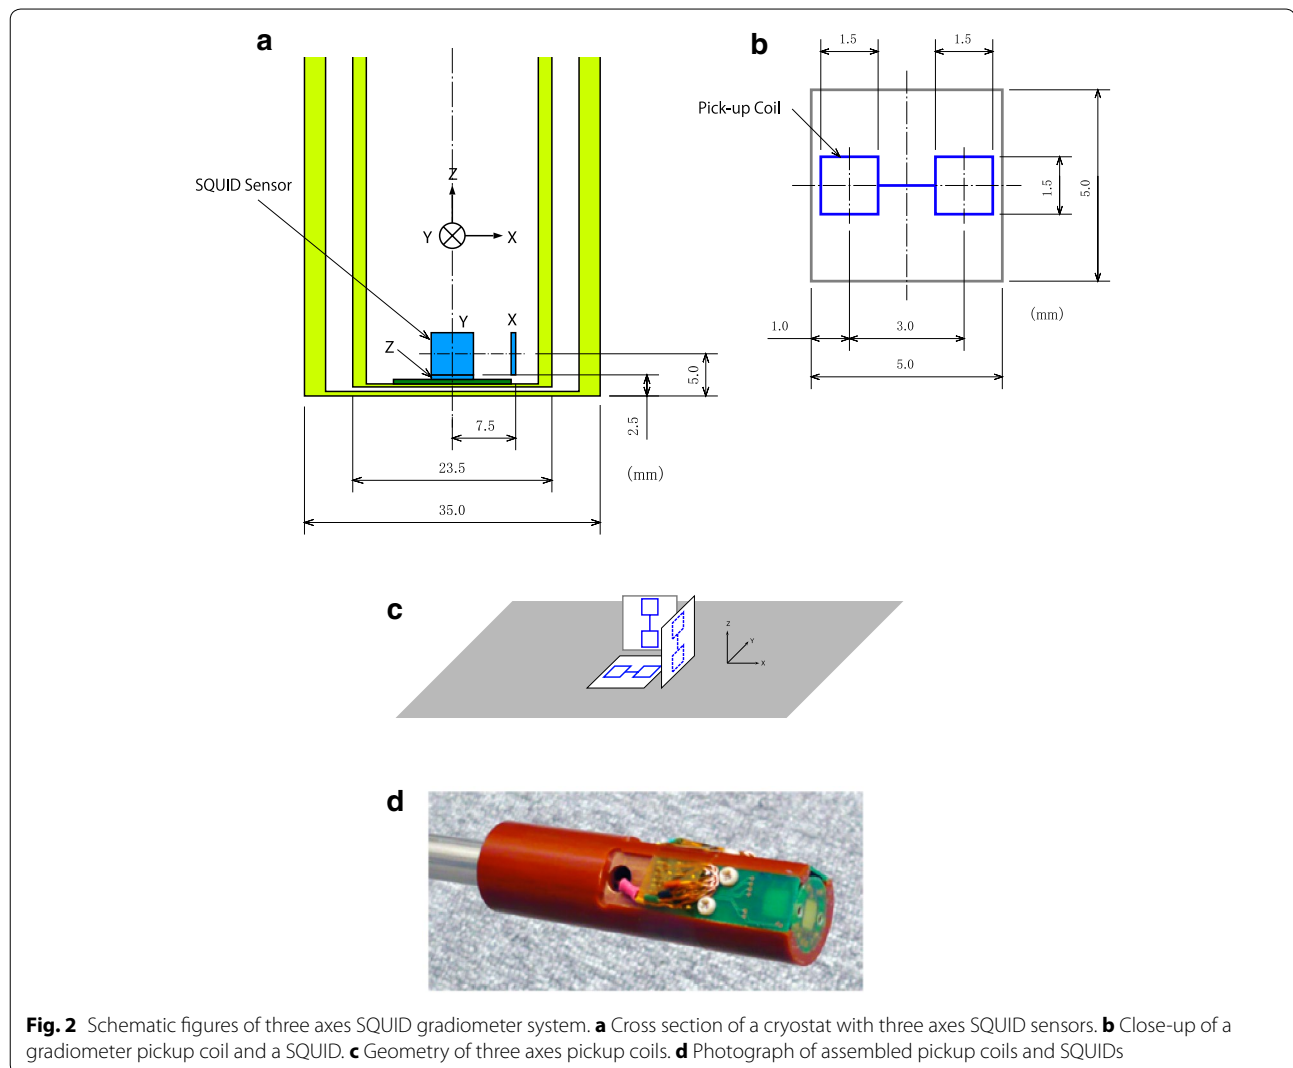 a
SQUID Sensor
Z
Y
X
Y
X
Z
5.0
2.5
7.5
23.5
(mm)
35.0
b
1.5
1.5
Pick-up Coil
1.5
5.0
1.0
3.0
(mm)
5.0
c
Z
Y
X
d
Fig. 2 Schematic figures of three axes SQUID gradiometer system. a Cross section of a cryostat with three axes SQUID sensors. b Close-up of a
gradiometer pickup coil and a SQUID. c Geometry of three axes pickup coils. d Photograph of assembled pickup coils and SQUIDs